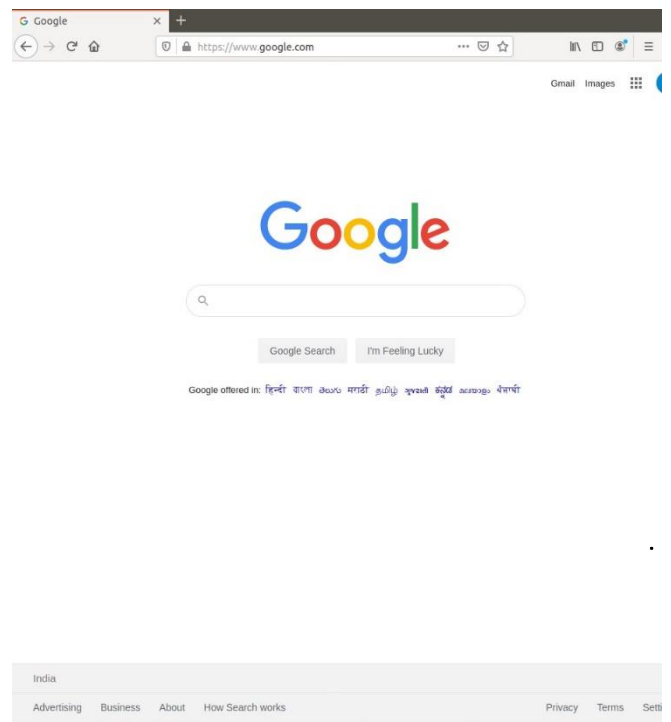 Google
https://www.google.com
Gmail Images
Google
Google Search I'm Feeling Lucky
Google offered in: हिन्दी বাংলা తెలుగు मराठी தமிழ் ગુજરાતી ಕನ್ನಡ മലയാളം ਪੰਜਾਬੀ
India
Advertising Business About How Search works Privacy Terms Setti